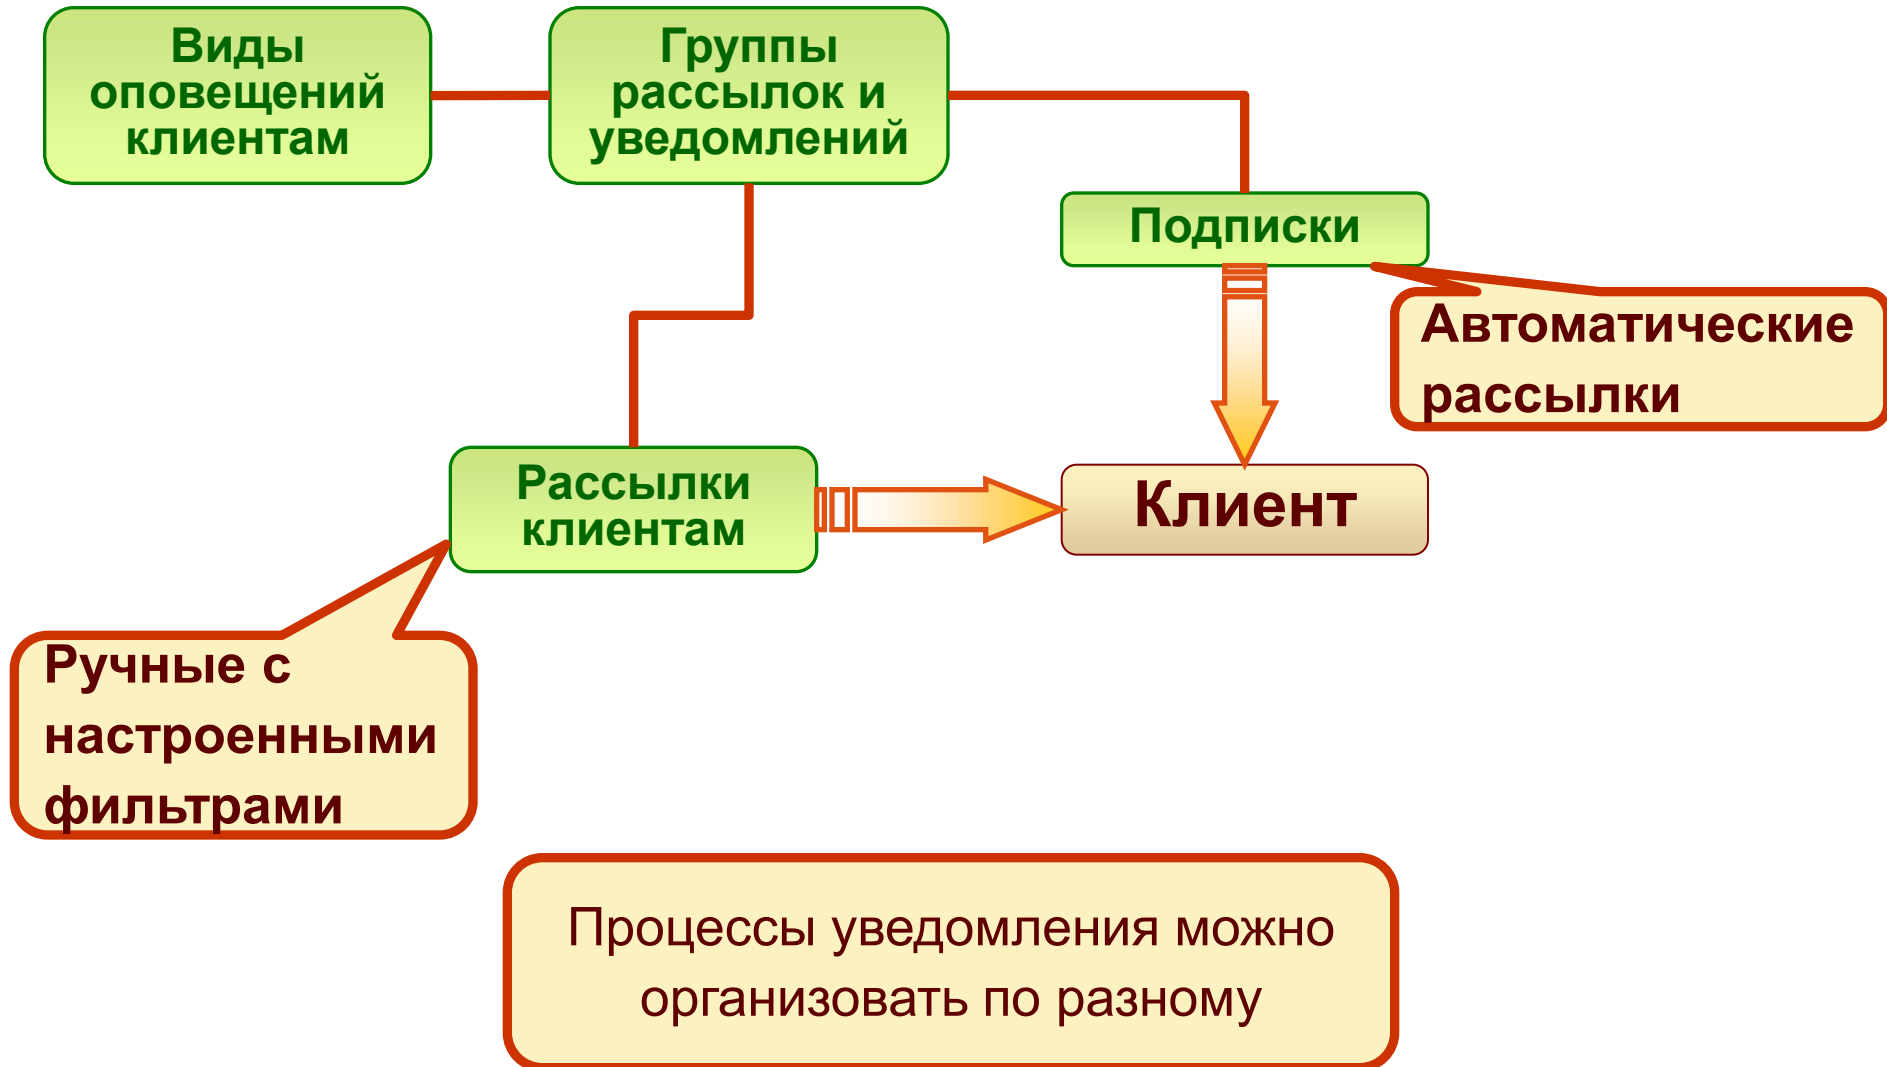 Виды
оповещений
клиентам
Группы
рассылок и
уведомлений
Подписки
Автоматические
рассылки
Рассылки
клиентам
Клиент
Ручные с
настроенными
фильтрами
Процессы уведомления можно
организовать по разному